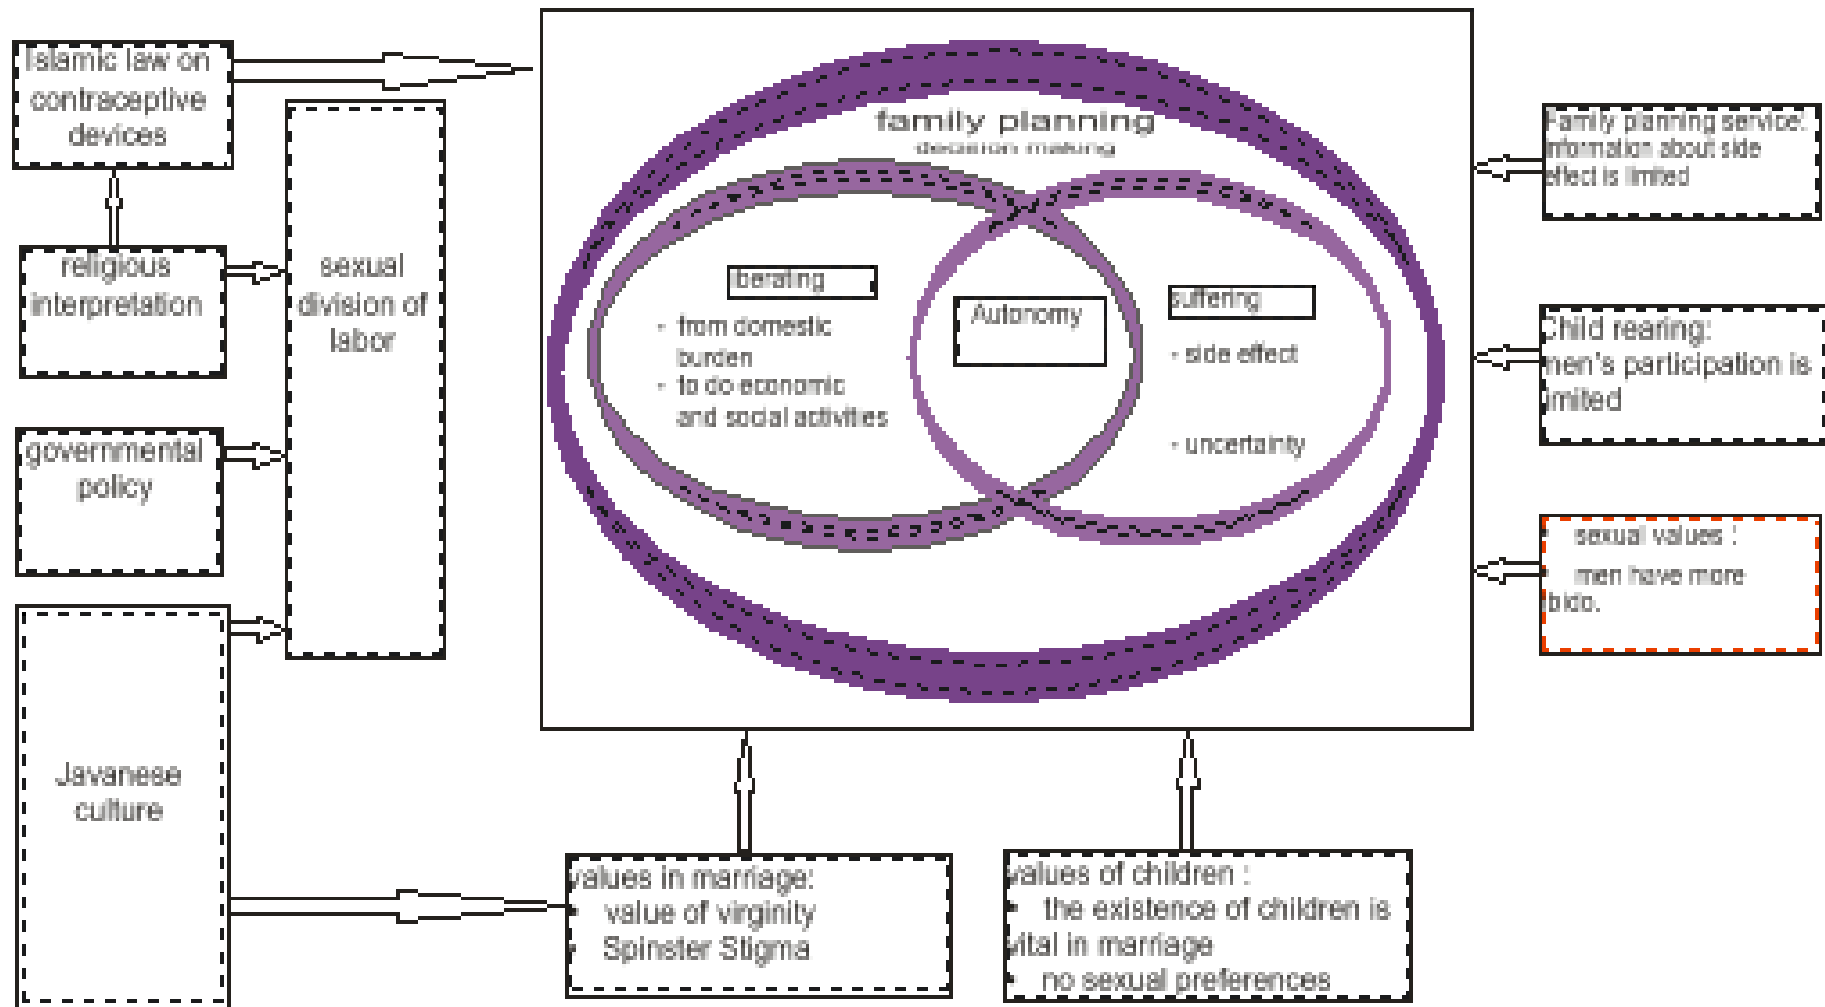 Islamic law on
contraceptive
devices
religious
interpretation
governmental
policy
Javanese
culture
sexual
division of
labor
family planning
decision making
iberating
- from domestic
burden
- to do economic
and social activities
Autonomy
suffering
- side effect
- uncertainty
Family planning service:
information about side
effect is limited
Child rearing:
men's participation is
limited
sexual values :
men have more
bido.
values in marriage:
• value of virginity
• Spinster Stigma
values of children :
• the existence of children is
vital in marriage
• no sexual preferences